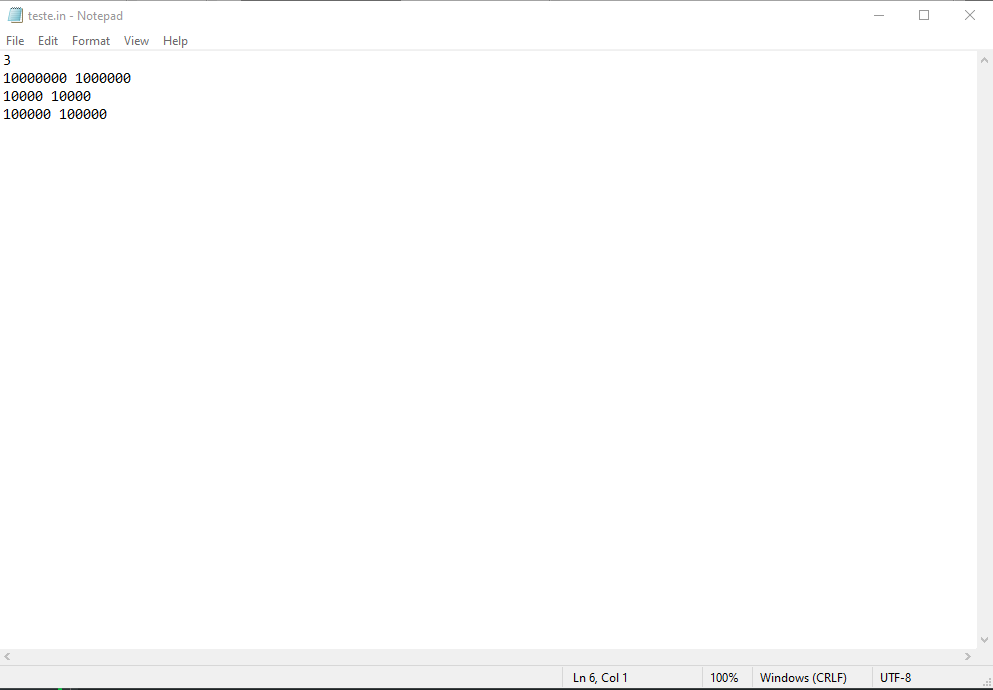 teste.in - Notepad
File Edit Format View Help
3
10000000 1000000
10000 10000
100000 100000
Ln 6, Col 1 100% Windows (CRLF) UTF-8